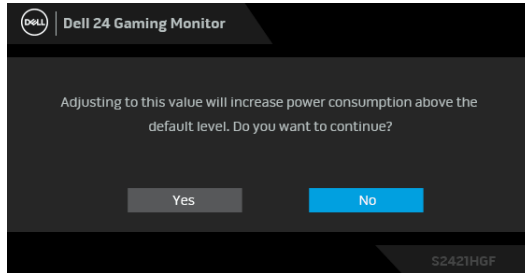 DELL
Dell 24 Gaming Monitor
Adjusting to this value will increase power consumption above the
default level. Do you want to continue?
Yes
No
S2421HGF